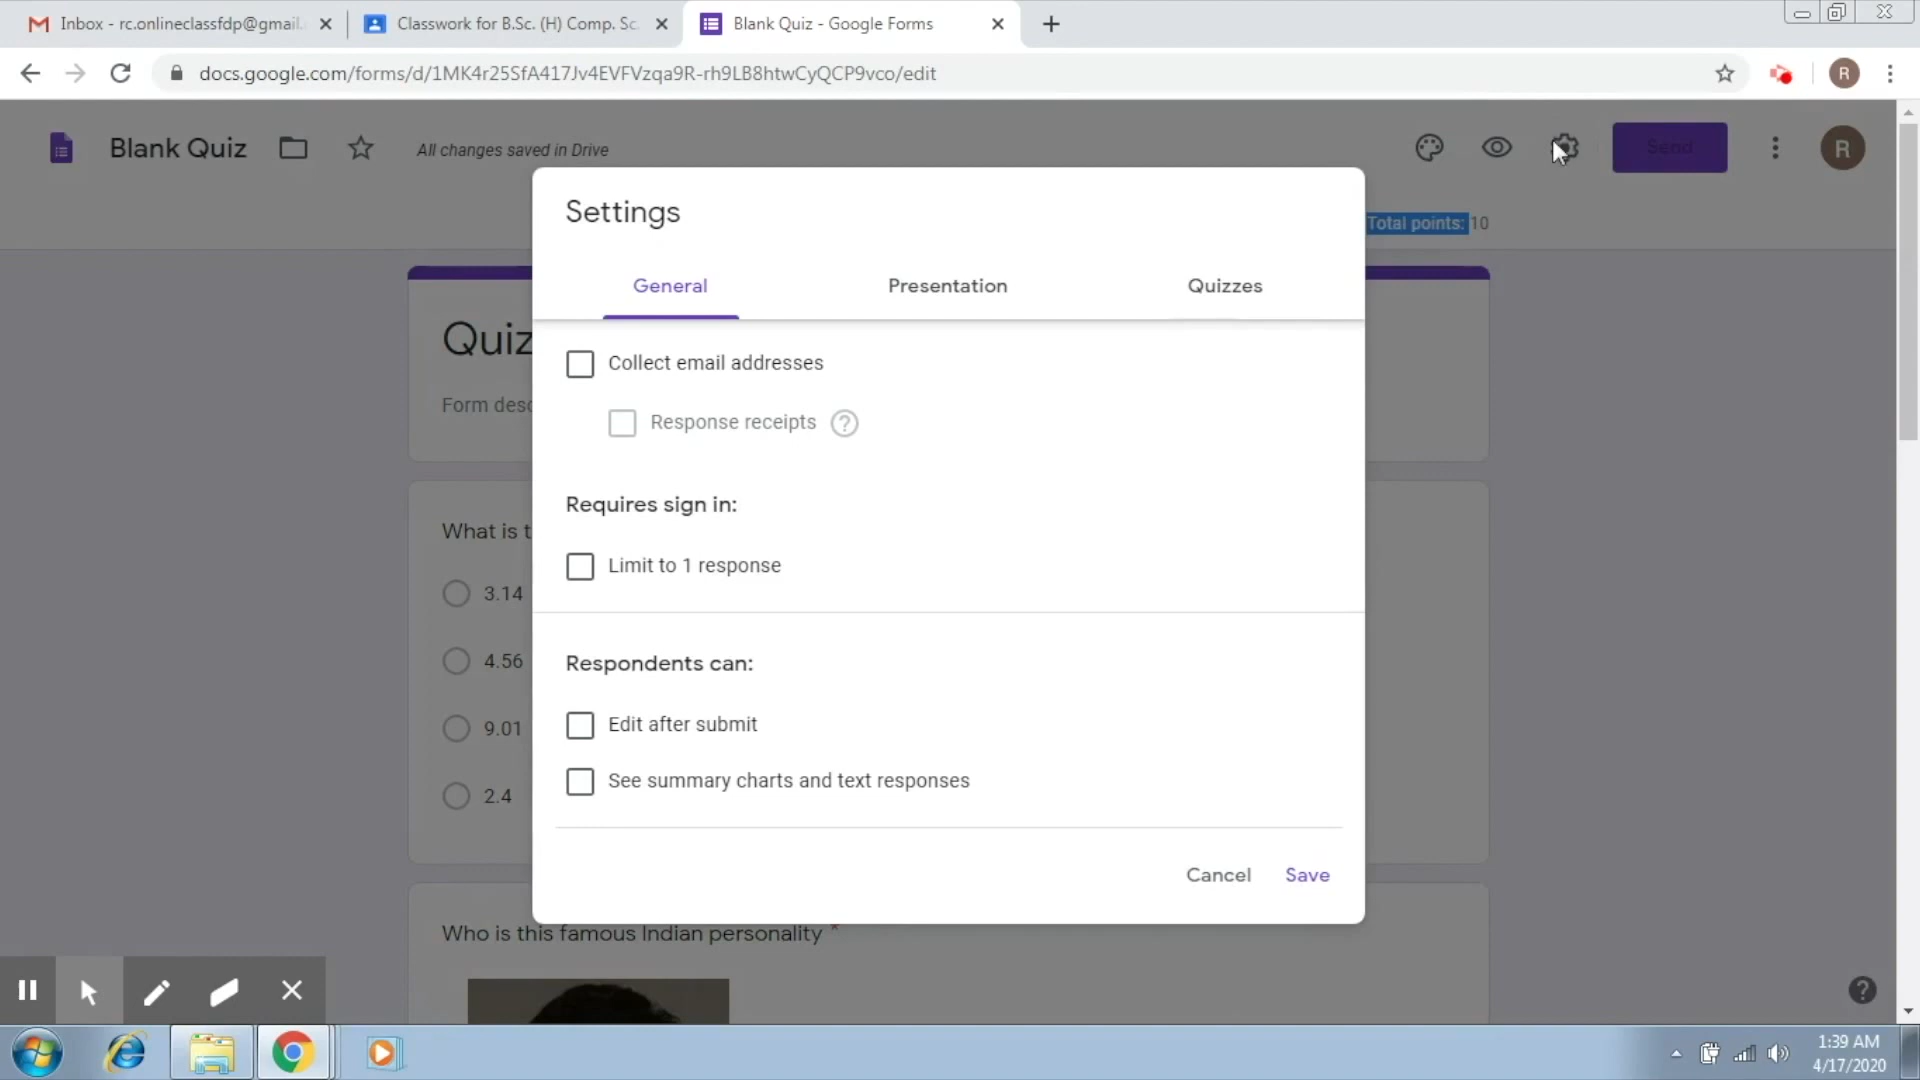 Inbox - rc.onlineclassfdp@gmail.
Classwork for B.Sc. (H) Comp. Sc.
Blank Quiz - Google Forms
docs.google.com/forms/d/1MK4r25SfA417Jv4EVFVzqa9R-rh9LB8htwCyQCP9vco/edit
R
Blank Quiz
All changes saved in Drive
Send
R
Total points: 10
Settings
General
Presentation
Quizzes
Quiz
Form desc
Collect email addresses
Response receipts
Requires sign in:
Limit to 1 response
What is t
3.14
4.56
9.01
2.4
Respondents can:
Edit after submit
See summary charts and text responses
Cancel
Save
Who is this famous Indian personality *
1:39 AM
4/17/2020